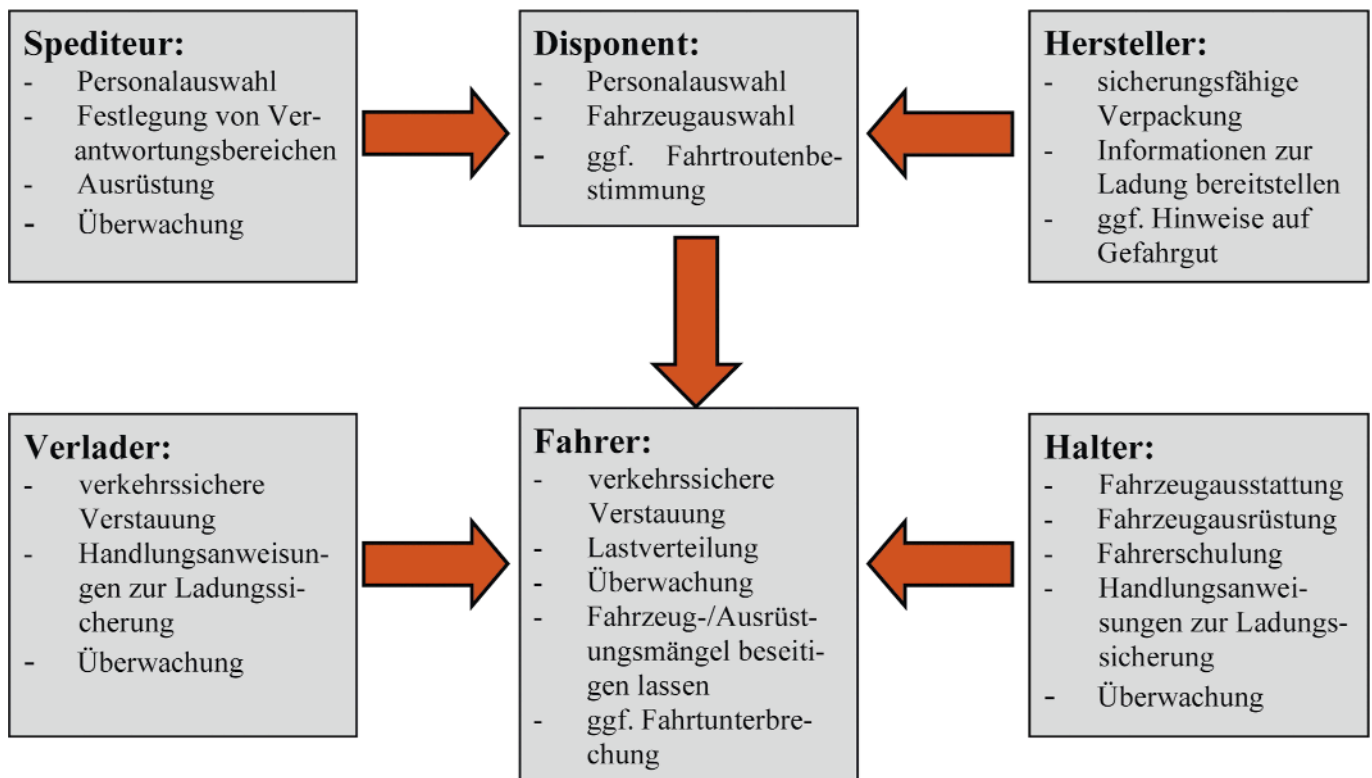 Spediteur:
- Personalauswahl
- Festlegung von Ver-
antwortungsbereichen
- Ausrüstung
- Überwachung
Disponent:
- Personalauswahl
- Fahrzeugauswahl
- ggf. Fahrtroutenbe-
stimmung
Hersteller:
- sicherungsfähige
Verpackung
- Informationen zur
Ladung bereitstellen
- ggf. Hinweise auf
Gefahrgut
Verlader:
- verkehrssichere
Verstauung
- Handlungsanweisun-
gen zur Ladungssi-
cherung
- Überwachung
Fahrer:
- verkehrssichere
Verstauung
- Lastverteilung
- Überwachung
- Fahrzeug-/Ausrüst-
ungsmängel beseiti-
gen lassen
- ggf. Fahrtunterbre-
chung
Halter:
- Fahrzeugausstattung
- Fahrzeugausrüstung
- Fahrerschulung
- Handlungsanwei-
sungen zur Ladungs-
sicherung
- Überwachung